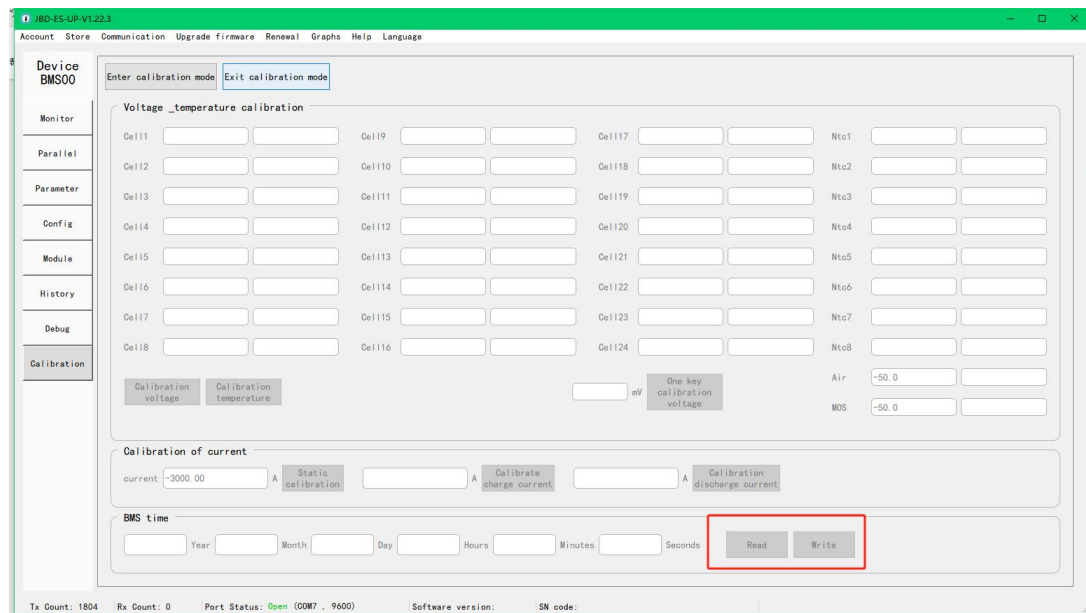 JBD-ES-UP-V1.22.3
Account Store Communication Upgrade firmware Renewal Graphs Help Language
Device
BMS00
Enter calibration mode Exit calibration mode
Monitor
Parallel
Parameter
Config
Module
History
Debug
Calibration
Voltage _temperature calibration
Cell1 Cell9 Cell17 Ntc1
Cell2 Cell10 Cell18 Ntc2
Cell3 Cell11 Cell19 Ntc3
Cell4 Cell12 Cell20 Ntc4
Cell5 Cell13 Cell21 Ntc5
Cell6 Cell14 Cell22 Ntc6
Cell7 Cell15 Cell23 Ntc7
Cell8 Cell16 Cell24 Ntc8
Calibration voltage Calibration temperature mV One key calibration voltage Air -50.0
MOS -50.0
Calibration of current
current -3000.00 A Static calibration A Calibrate charge current A Calibration discharge current
BMS time
Year Month Day Hours Minutes Seconds Read Write
Tx Count: 1804 Rx Count: 0 Port Status: Open (COM7 . 9600) Software version: SN code: